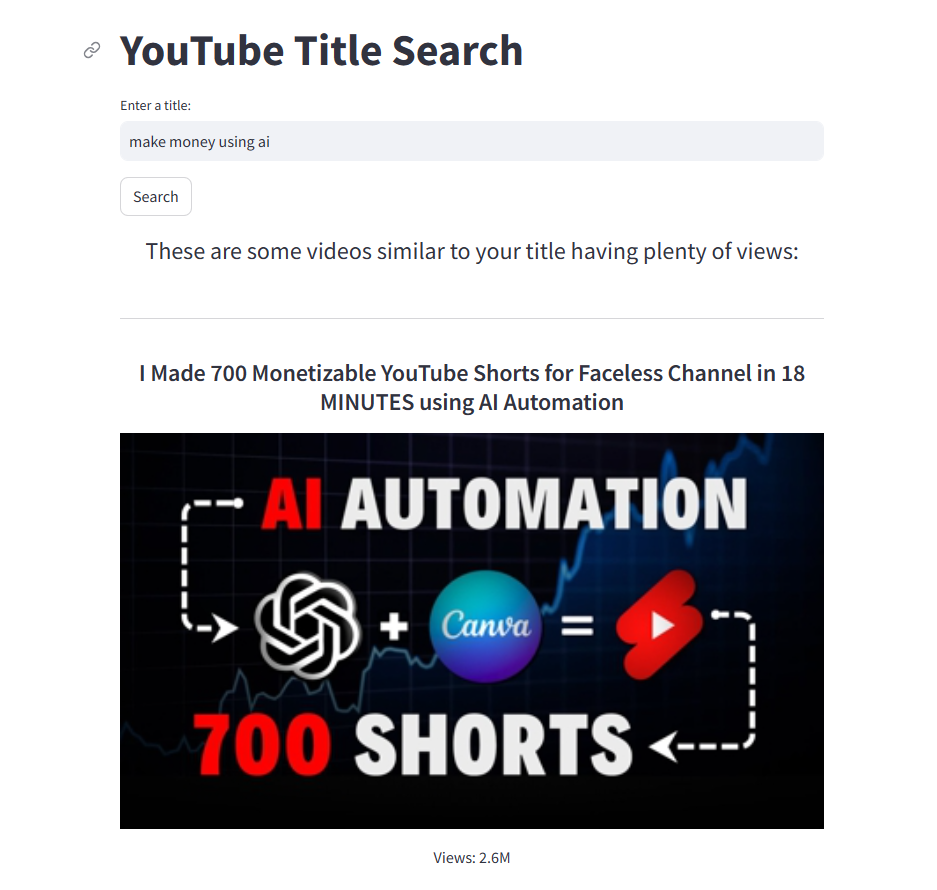 YouTube Title Search
Enter a title:
make money using ai
Search
These are some videos similar to your title having plenty of views:
I Made 700 Monetizable YouTube Shorts for Faceless Channel in 18
MINUTES using AI Automation
AI AUTOMATION
+ Canva =
700 SHORTS
Views: 2.6M